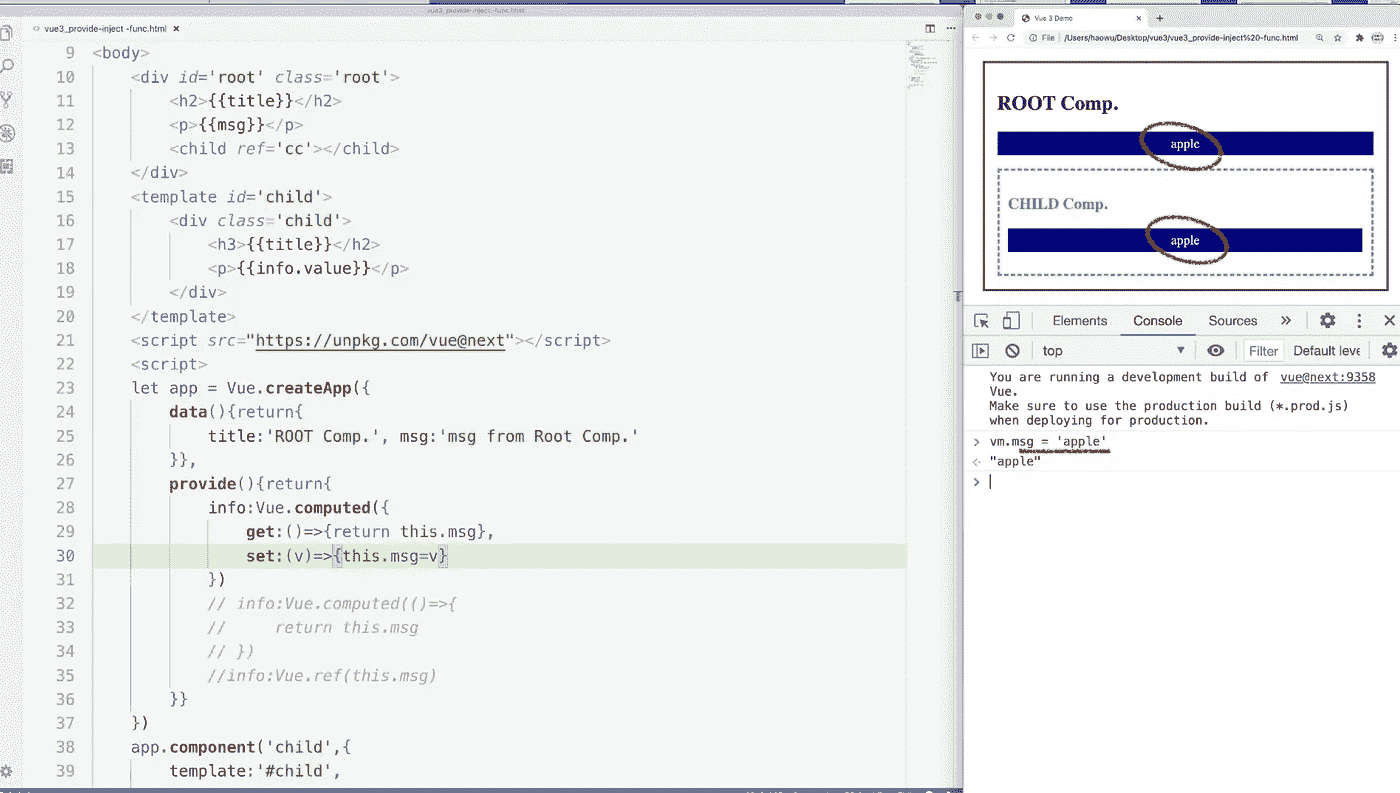 vue3_provide-inject -func.html
<> vue3_provide-inject -func.html ×
9 <body>
10 <div id='root' class='root'>
11 <h2>{{title}}</h2>
12 <p>{{msg}}</p>
13 <child ref='cc'></child>
14 </div>
15 <template id='child'>
16 <div class='child'>
17 <h3>{{title}}</h2>
18 <p>{{info.value}}</p>
19 </div>
20 </template>
21 <script src="https://unpkg.com/vue@next"></script>
22 <script>
23 let app = Vue.createApp({
24 data(){return{
25 title:'ROOT Comp.', msg:'msg from Root Comp.'
26 }},
27 provide(){return{
28 info:Vue.computed({
29 get:()=>{return this.msg},
30 set:(v)=>{this.msg=v}
31 })
32 // info:Vue.computed(()=>{
33 //     return this.msg
34 // })
35 //info:Vue.ref(this.msg)
36 }}
37 })
38 app.component('child',{
39 template:'#child',
Vue 3 Demo
File | /Users/haowu/Desktop/vue3/vue3_provide-inject%20-func.html
ROOT Comp.
apple
CHILD Comp.
apple
Elements Console Sources »
top Filter Default leve
You are running a development build of vue@next:9358
Vue.
Make sure to use the production build (*.prod.js)
when deploying for production.
> vm.msg = 'apple'
"apple"
>